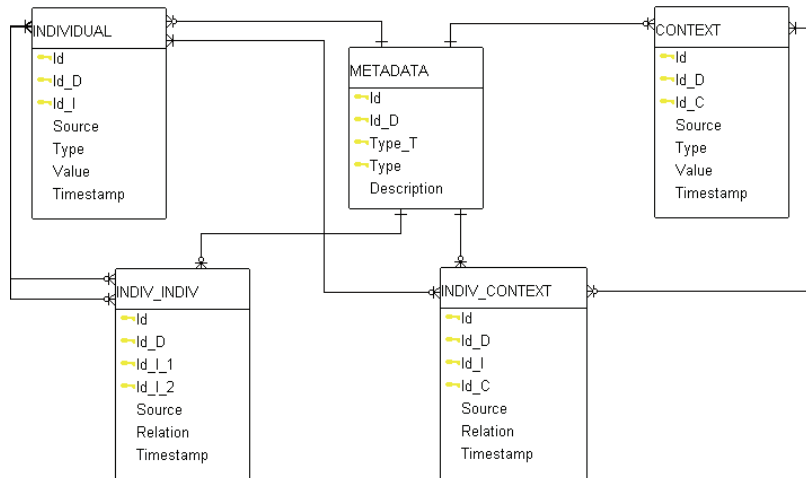 INDIVIDUAL
Id
Id_D
Id_I
Source
Type
Value
Timestamp
METADATA
Id
Id_D
Type_T
Type
Description
CONTEXT
Id
Id_D
Id_C
Source
Type
Value
Timestamp
INDIV_INDIV
Id
Id_D
Id_I_1
Id_I_2
Source
Relation
Timestamp
INDIV_CONTEXT
Id
Id_D
Id_I
Id_C
Source
Relation
Timestamp